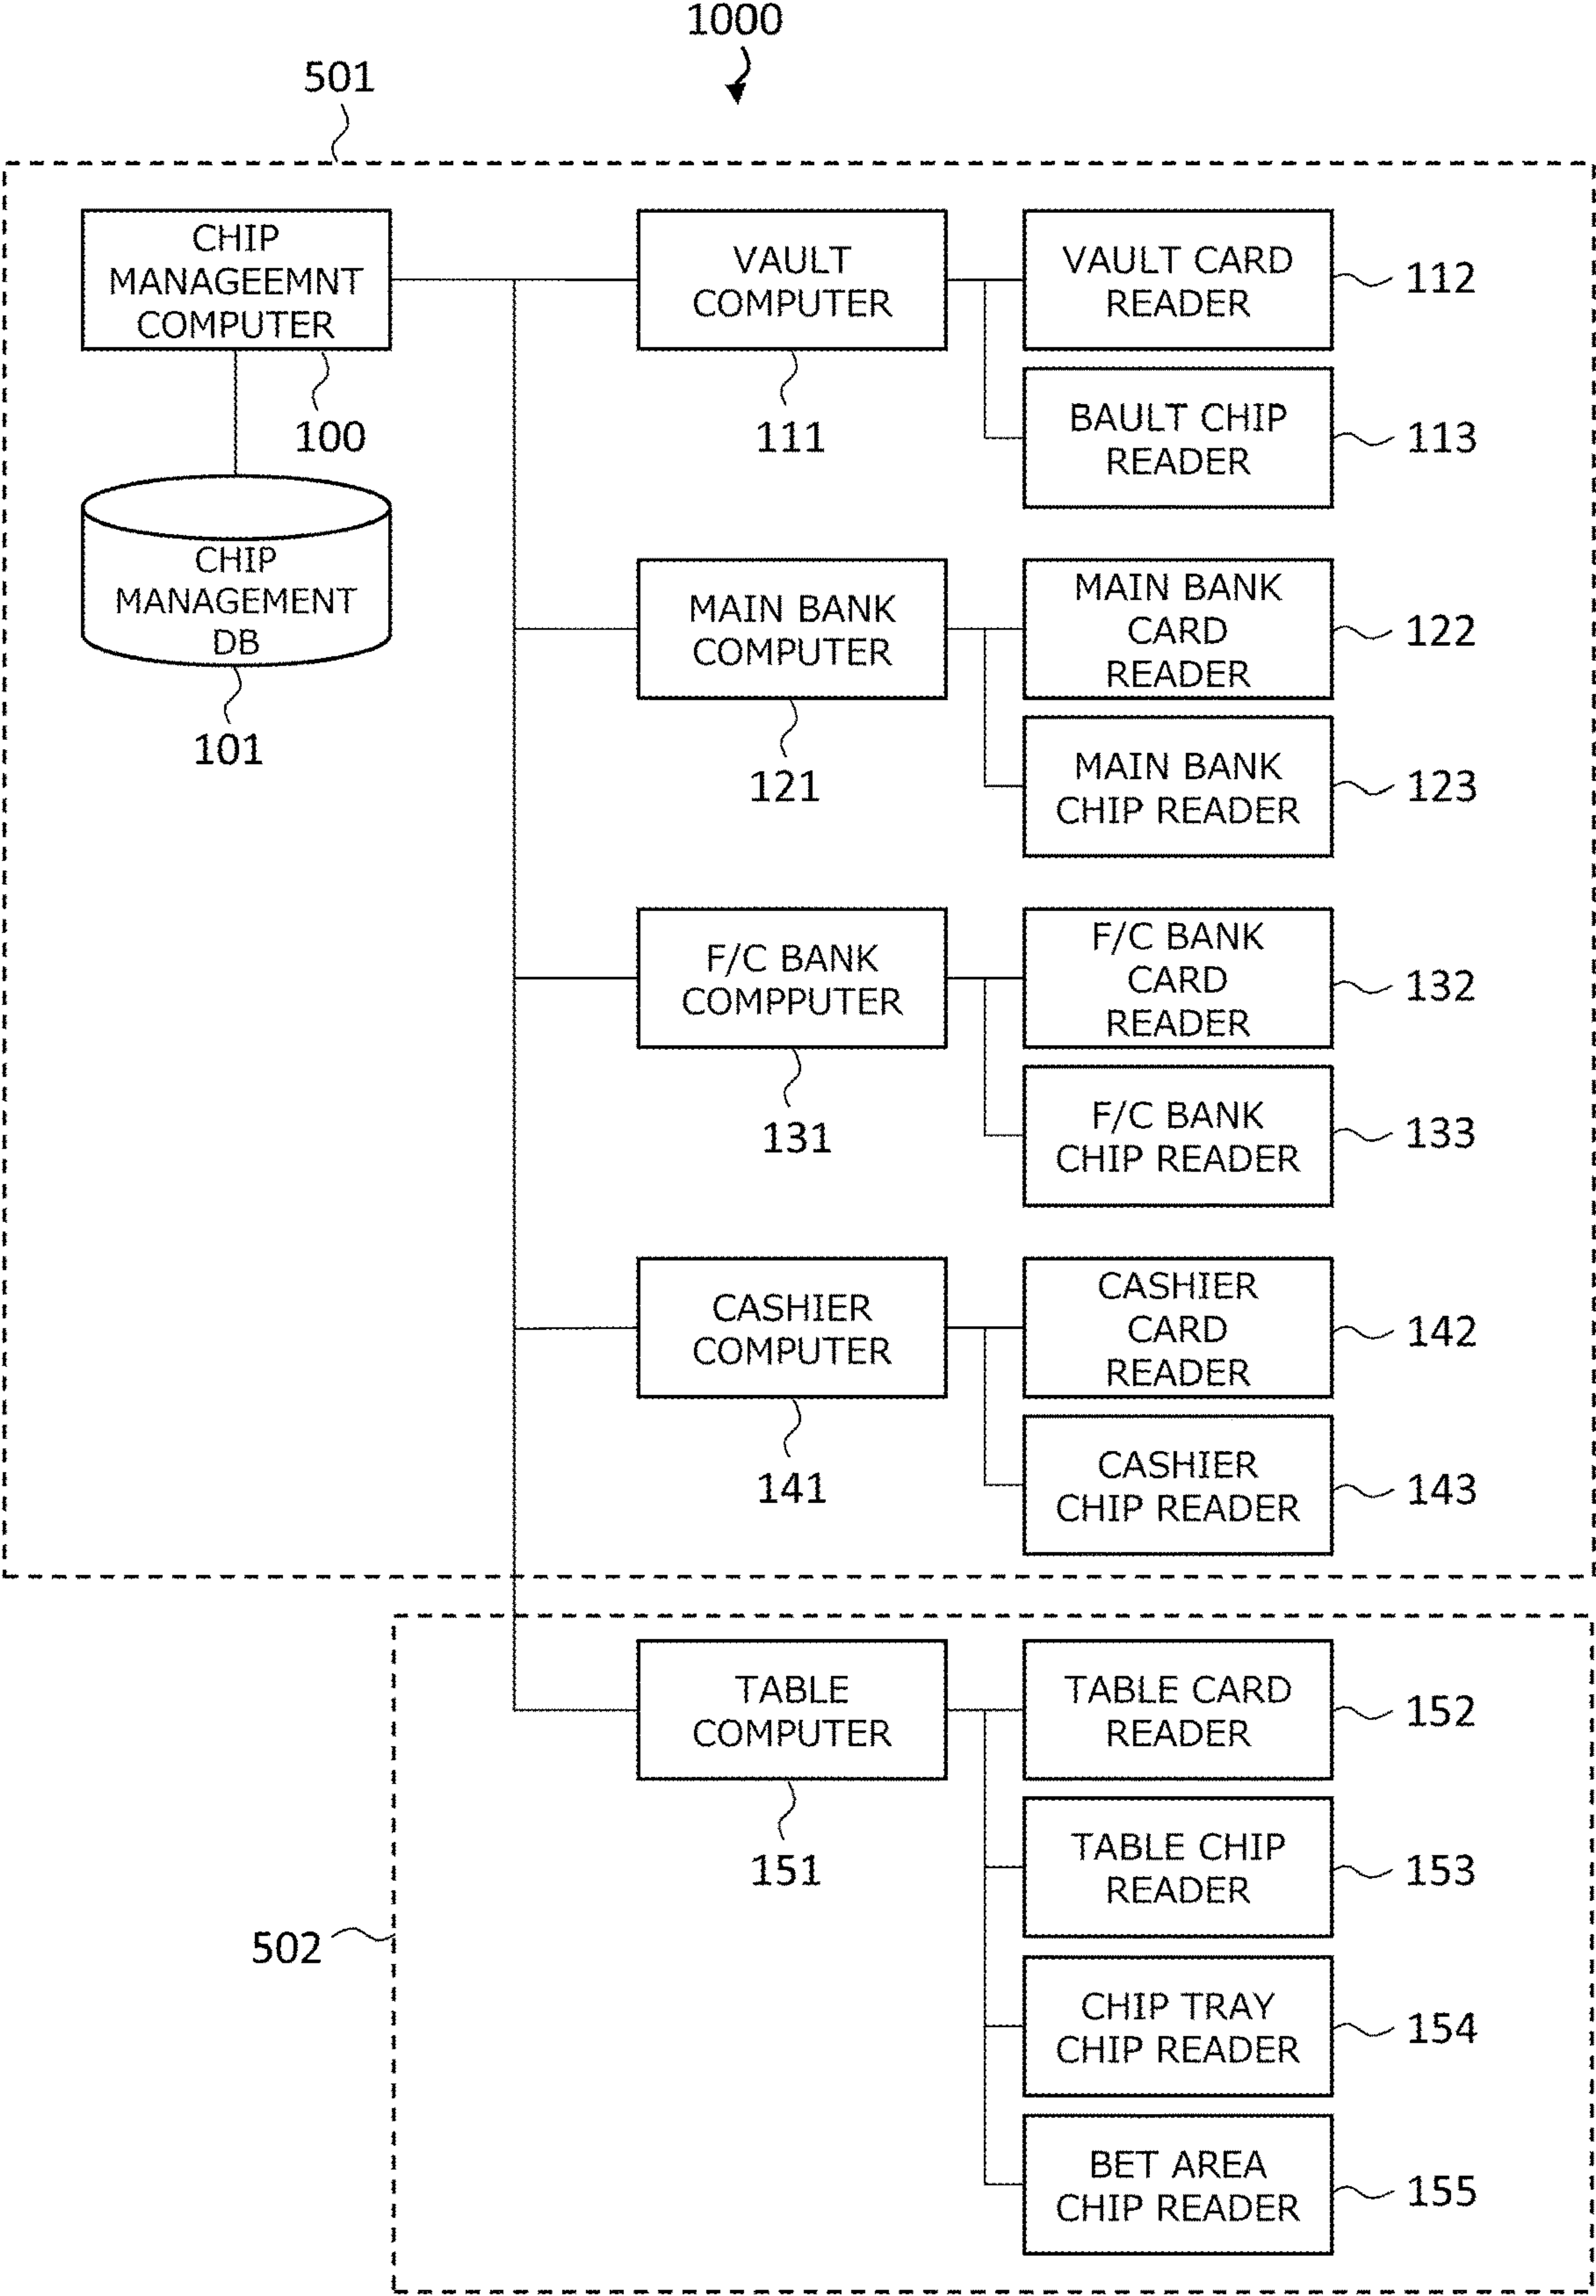 1000
501
CHIP
MANAGEEMNT
COMPUTER
100
CHIP
MANAGEMENT
DB
101
VAULT
COMPUTER
111
VAULT CARD
READER
112
BAULT CHIP
READER
113
MAIN BANK
COMPUTER
121
MAIN BANK
CARD
READER
122
MAIN BANK
CHIP READER
123
F/C BANK
COMPPUTER
131
F/C BANK
CARD
READER
132
F/C BANK
CHIP READER
133
CASHIER
COMPUTER
141
CASHIER
CARD
READER
142
CASHIER
CHIP READER
143
502
TABLE
COMPUTER
151
TABLE CARD
READER
152
TABLE CHIP
READER
153
CHIP TRAY
CHIP READER
154
BET AREA
CHIP READER
155